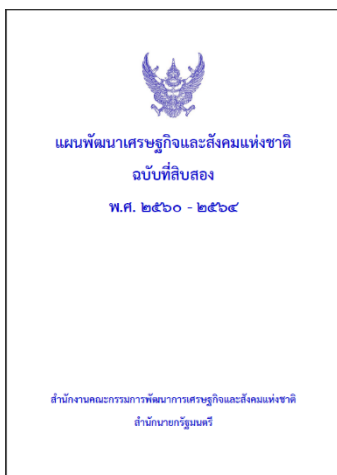 แผนพัฒนาเศรษฐกิจและสังคมแห่งชาติ
ฉบับที่สิบสอง
พ.ศ. ๒๕๖๐ - ๒๕๖๔
สำนักงานคณะกรรมการพัฒนาการเศรษฐกิจและสังคมแห่งชาติ
สำนักนายกรัฐมนตรี